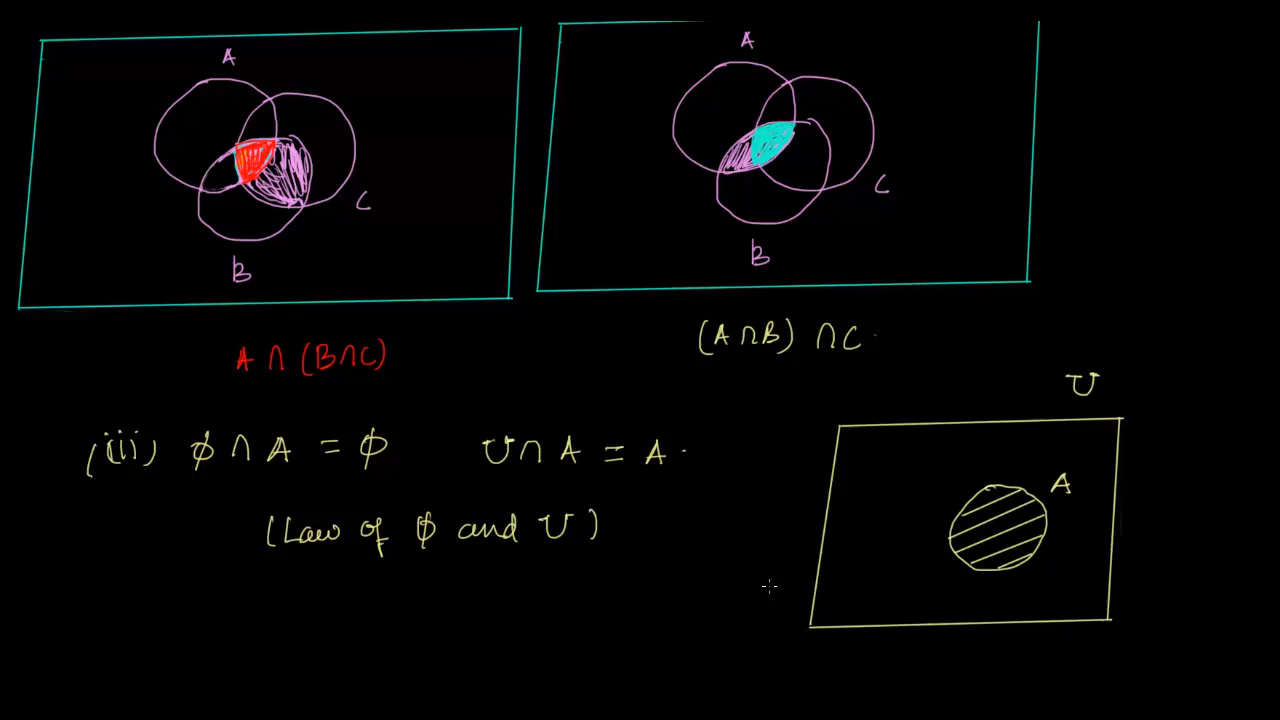 A
C
B
A ∩ (B∩C)
A
C
B
(A∩B) ∩C
(iii) ϕ ∩ A = ϕ U∩ A = A.
(Law of ϕ and U)
U
A